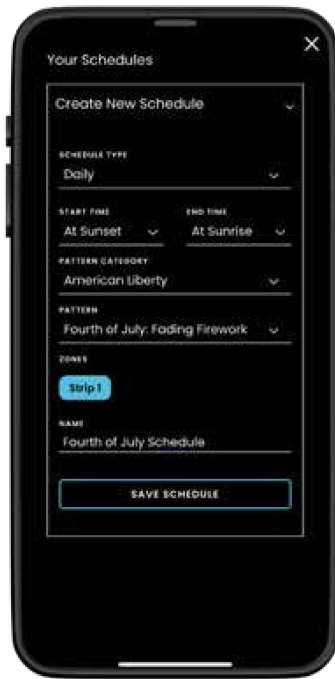 Your Schedules
Create New Schedule
SCHEDULE TYPE
Daily
START TIME END TIME
At Sunset At Sunrise
PATTERN CATEGORY
American Liberty
PATTERN
Fourth of July: Fading Firework
ZONES
Strip 1
NAME
Fourth of July Schedule
SAVE SCHEDULE